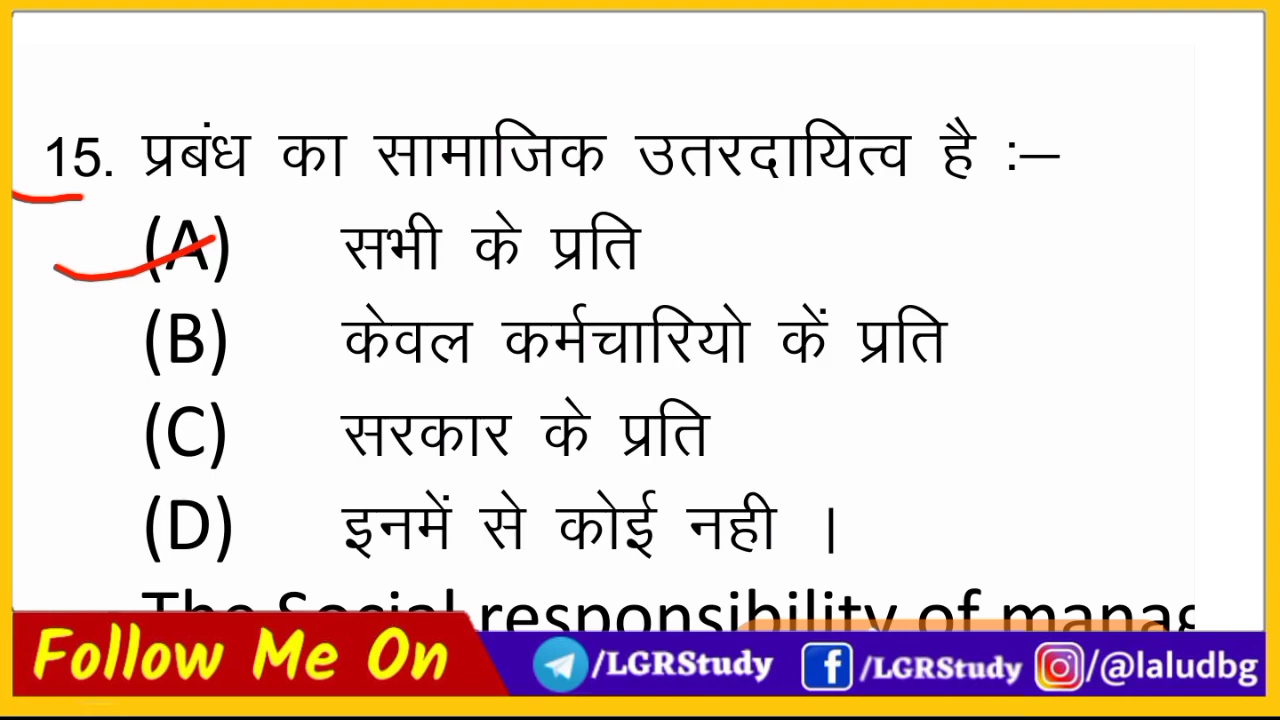 15. प्रबंध का सामाजिक उतरदायित्व है :–
(A) सभी के प्रति
(B) केवल कर्मचारियो कें प्रति
(C) सरकार के प्रति
(D) इनमें से कोई नही ।
The Social responsibility of manag
Follow Me On /LGRStudy /LGRStudy /@laludbg